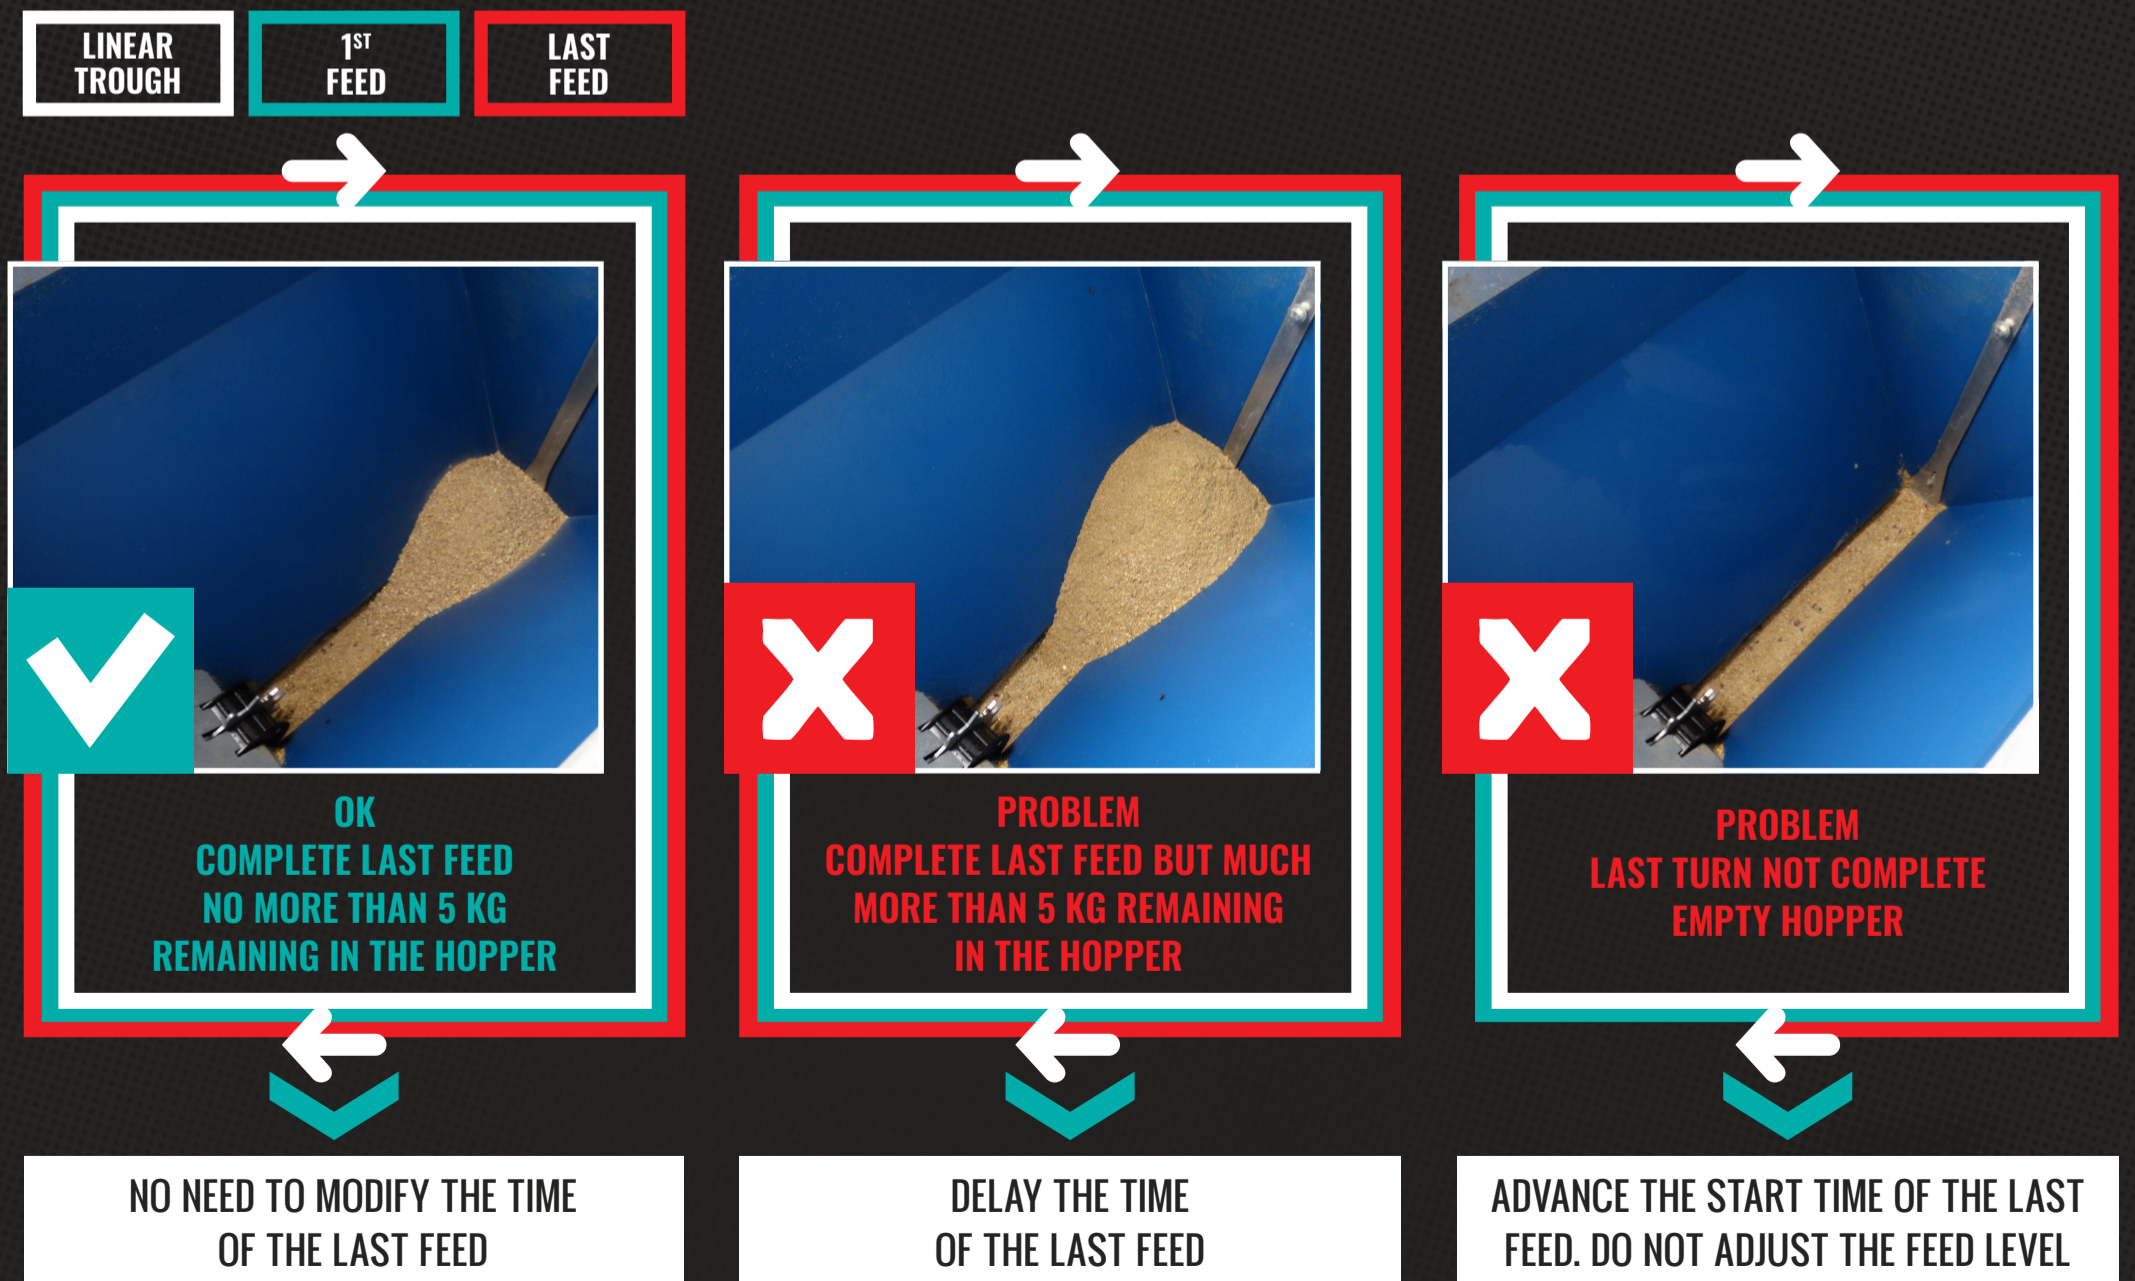 LINEAR
TROUGH
1ST
FEED
LAST
FEED
OK
COMPLETE LAST FEED
NO MORE THAN 5 KG
REMAINING IN THE HOPPER
PROBLEM
COMPLETE LAST FEED BUT MUCH
MORE THAN 5 KG REMAINING
IN THE HOPPER
PROBLEM
LAST TURN NOT COMPLETE
EMPTY HOPPER
NO NEED TO MODIFY THE TIME
OF THE LAST FEED
DELAY THE TIME
OF THE LAST FEED
ADVANCE THE START TIME OF THE LAST
FEED. DO NOT ADJUST THE FEED LEVEL